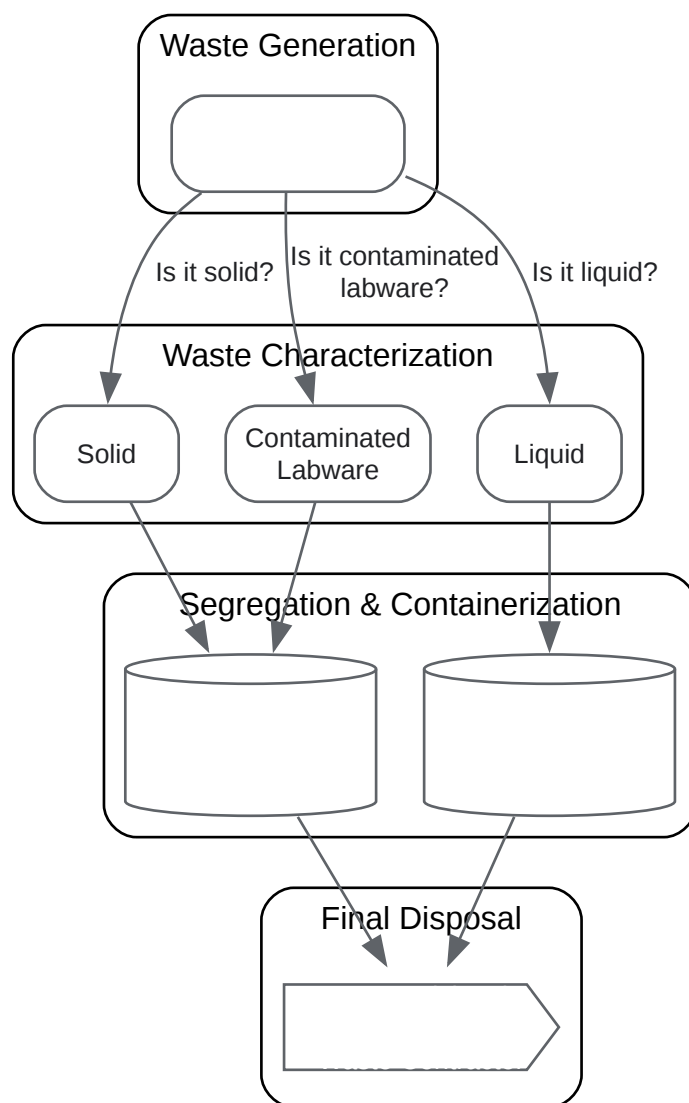 Waste Generation
Is it solid?
Is it contaminated
labware?
Is it liquid?
Waste Characterization
Solid
Contaminated
Labware
Liquid
Segregation & Containerization
Final Disposal